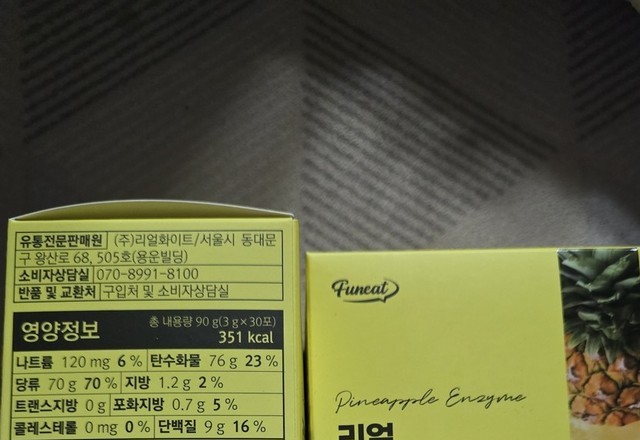 유통전문판매원 (주)리얼화이트/서울시 동대문
구 왕산로 68, 505호(용운빌딩)
소비자상담실 070-8991-8100
반품 및 교환처 구입처 및 소비자상담실
영양정보 총 내용량 90 g(3 g×30포)
351 kcal
나트륨 120 mg 6 % 탄수화물 76 g 23 %
당류 70 g 70 % 지방 1.2 g 2 %
트랜스지방 0 g 포화지방 0.7 g 5 %
콜레스테롤 0 mg 0 % 단백질 9 g 16 %
Funeat
Pineapple Enzyme
리얼